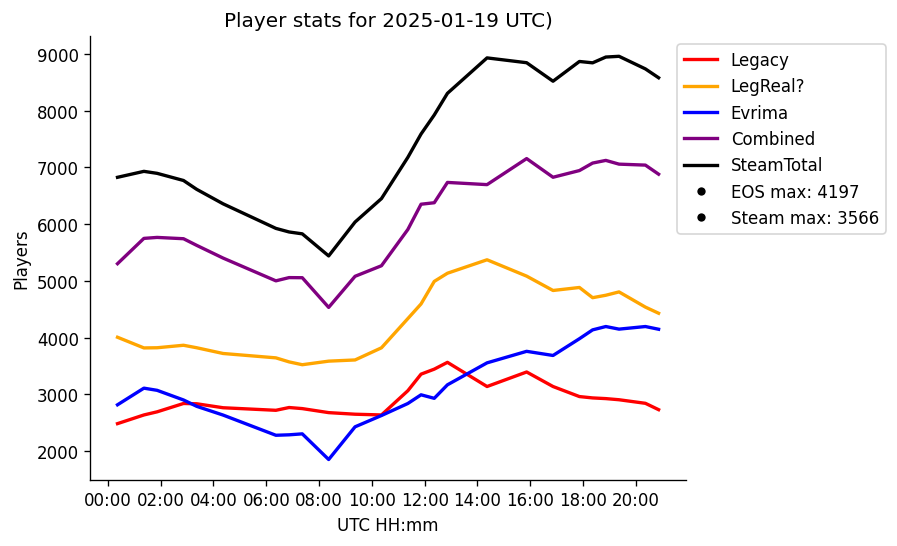 Player stats for 2025-01-19 UTC)
9000
8000
7000
6000
5000
4000
3000
2000
Players
00:00 02:00 04:00 06:00 08:00 10:00 12:00 14:00 16:00 18:00 20:00
UTC HH:mm
Legacy
LegReal?
Evrima
Combined
SteamTotal
EOS max: 4197
Steam max: 3566